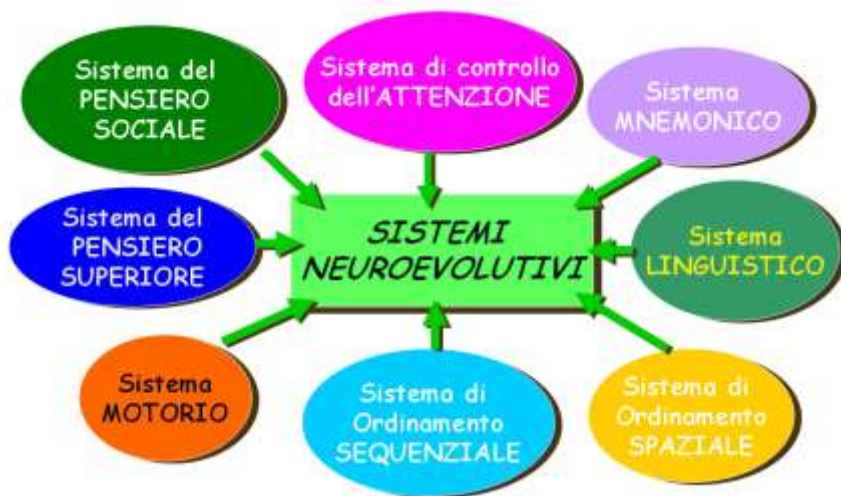 Sistema del
PENSIERO
SOCIALE
Sistema di controllo
dell'ATTENZIONE
Sistema
MNEMONICO
Sistema del
PENSIERO
SUPERIORE
SISTEMI
NEUROEVOLUTIVI
Sistema
LINGUISTICO
Sistema
MOTORIO
Sistema di
Ordinamento
SEQUENZIALE
Sistema di
Ordinamento
SPAZIALE